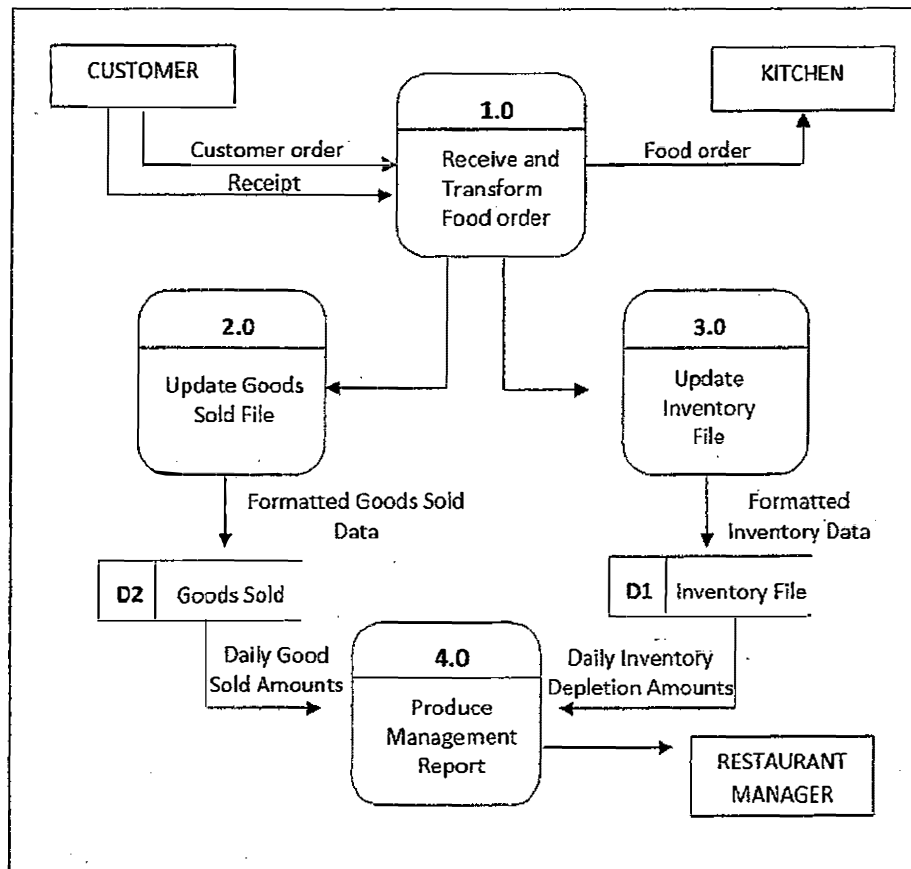 CUSTOMER
KITCHEN
1.0
Customer order
Receipt
Receive and
Transform
Food order
Food order
2.0
Update Goods
Sold File
3.0
Update
Inventory
File
Formatted Goods Sold
Data
Formatted
Inventory Data
D2 Goods Sold
D1 Inventory File
Daily Good
Sold Amounts
4.0
Produce
Management
Report
Daily Inventory
Depletion Amounts
RESTAURANT
MANAGER